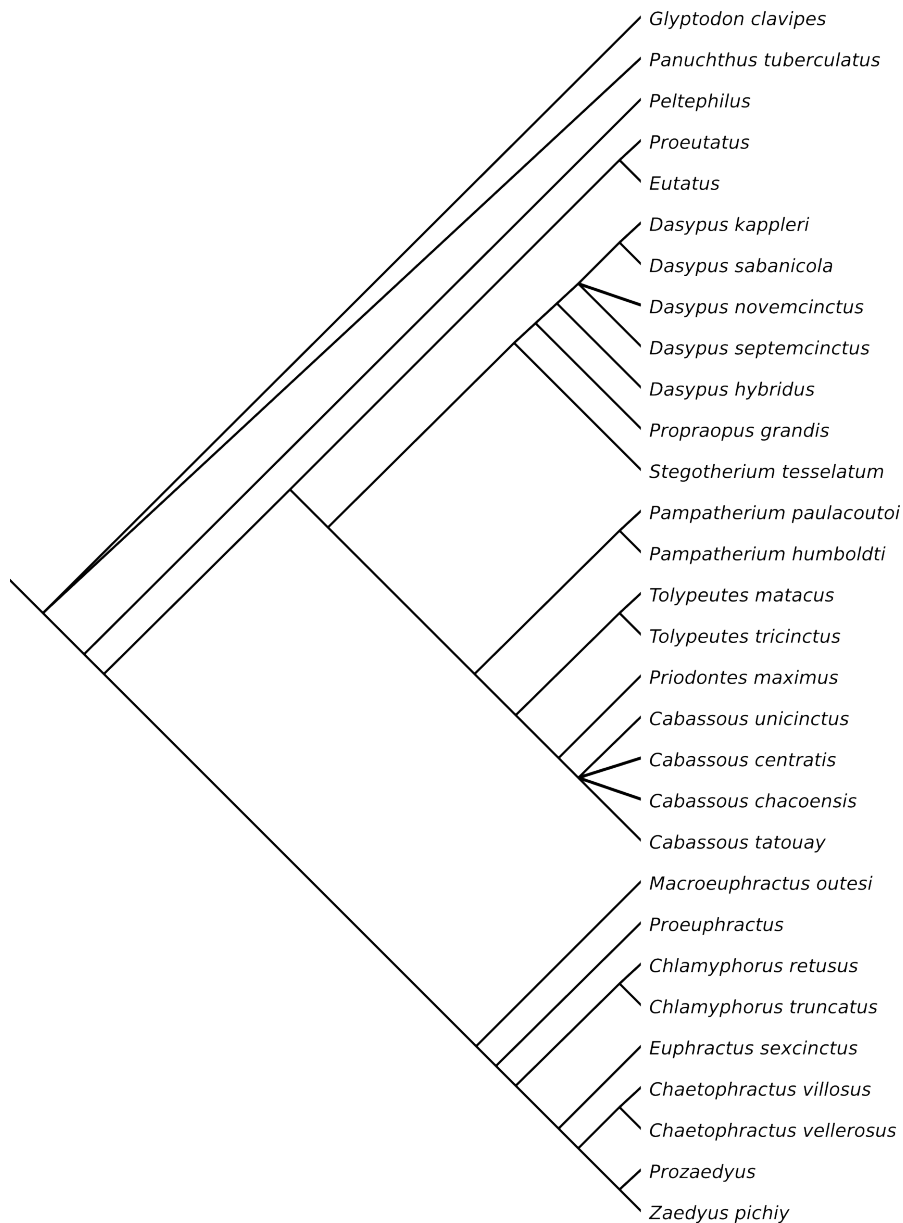 Glyptodon clavipes
Panuchthus tuberculatus
Peltephilus
Proeutatus
Eutatus
Dasypus kappleri
Dasypus sabanicola
Dasypus novemcinctus
Dasypus septemcinctus
Dasypus hybridus
Propraopus grandis
Stegotherium tesselatum
Pampatherium paulacoutoi
Pampatherium humboldti
Tolypeutes matacus
Tolypeutes tricinctus
Priodontes maximus
Cabassous unicinctus
Cabassous centratis
Cabassous chacoensis
Cabassous tatouay
Macroeuphractus outesi
Proeuphractus
Chlamyphorus retusus
Chlamyphorus truncatus
Euphractus sexcinctus
Chaetophractus villosus
Chaetophractus vellerosus
Prozaedyus
Zaedyus pichiy